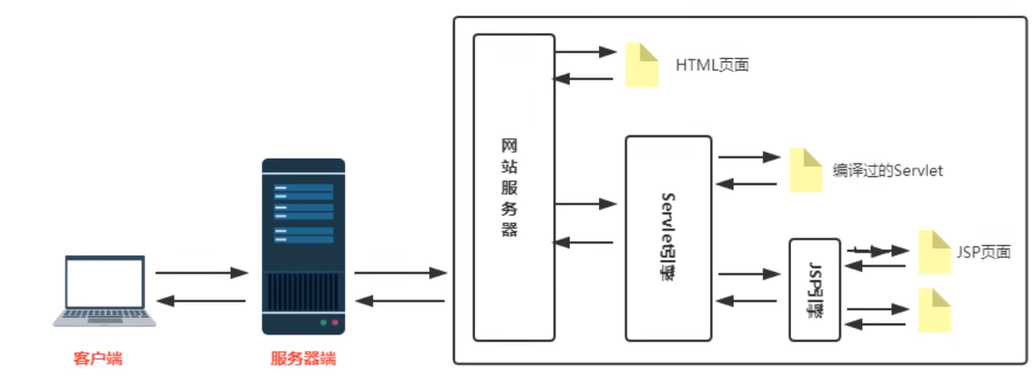 HTML页面
网站服务器
编译过的Servlet
Servlet引擎
JSP页面
JSP引擎
客户端
服务器端